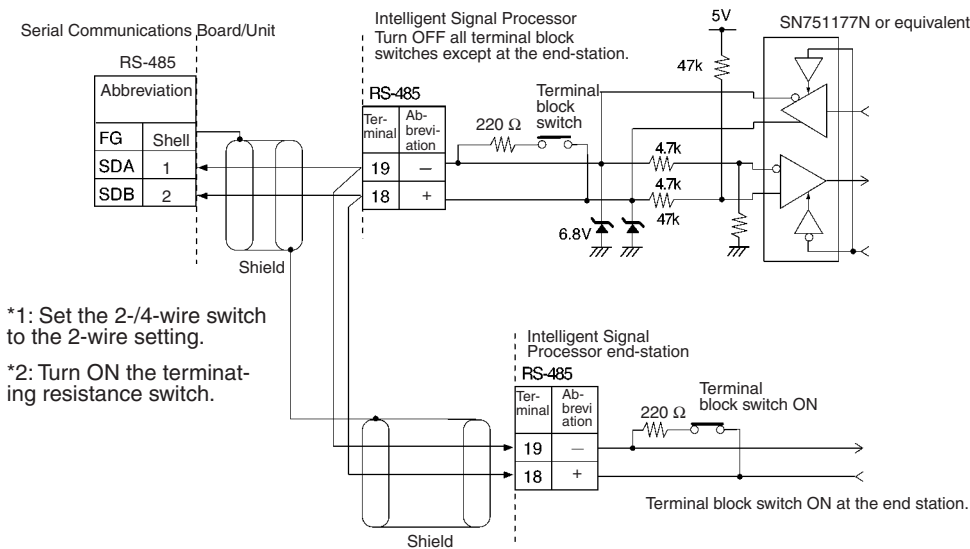 Serial Communications Board/Unit
RS-485
Abbreviation
FG Shell
SDA 1
SDB 2
Shield
Intelligent Signal Processor
Turn OFF all terminal block
switches except at the end-station.
RS-485
Ter-
minal
Ab-
brevi-
ation
19 –
18 +
220 Ω
Terminal
block
switch
5V
47k
SN751177N or equivalent
4.7k
4.7k
47k
6.8V
*1: Set the 2-/4-wire switch
to the 2-wire setting.
*2: Turn ON the terminat-
ing resistance switch.
Intelligent Signal
Processor end-station
RS-485
Ter-
minal
Ab-
brevi
ation
19 –
18 +
220 Ω
Terminal
block switch ON
Terminal block switch ON at the end station.
Shield